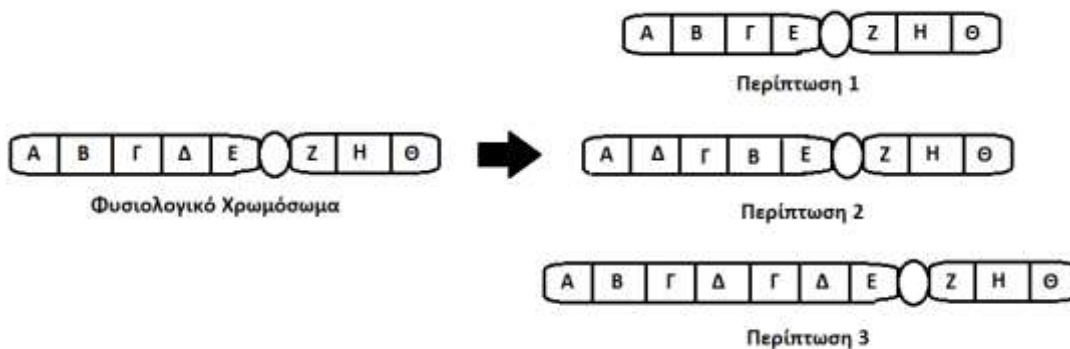 Α Β Γ Ε Ζ Η Θ
Περίπτωση 1
Α Β Γ Δ Ε Ζ Η Θ
Φυσιολογικό Χρωμόσωμα
Α Δ Γ Β Ε Ζ Η Θ
Περίπτωση 2
Α Β Γ Δ Γ Δ Ε Ζ Η Θ
Περίπτωση 3